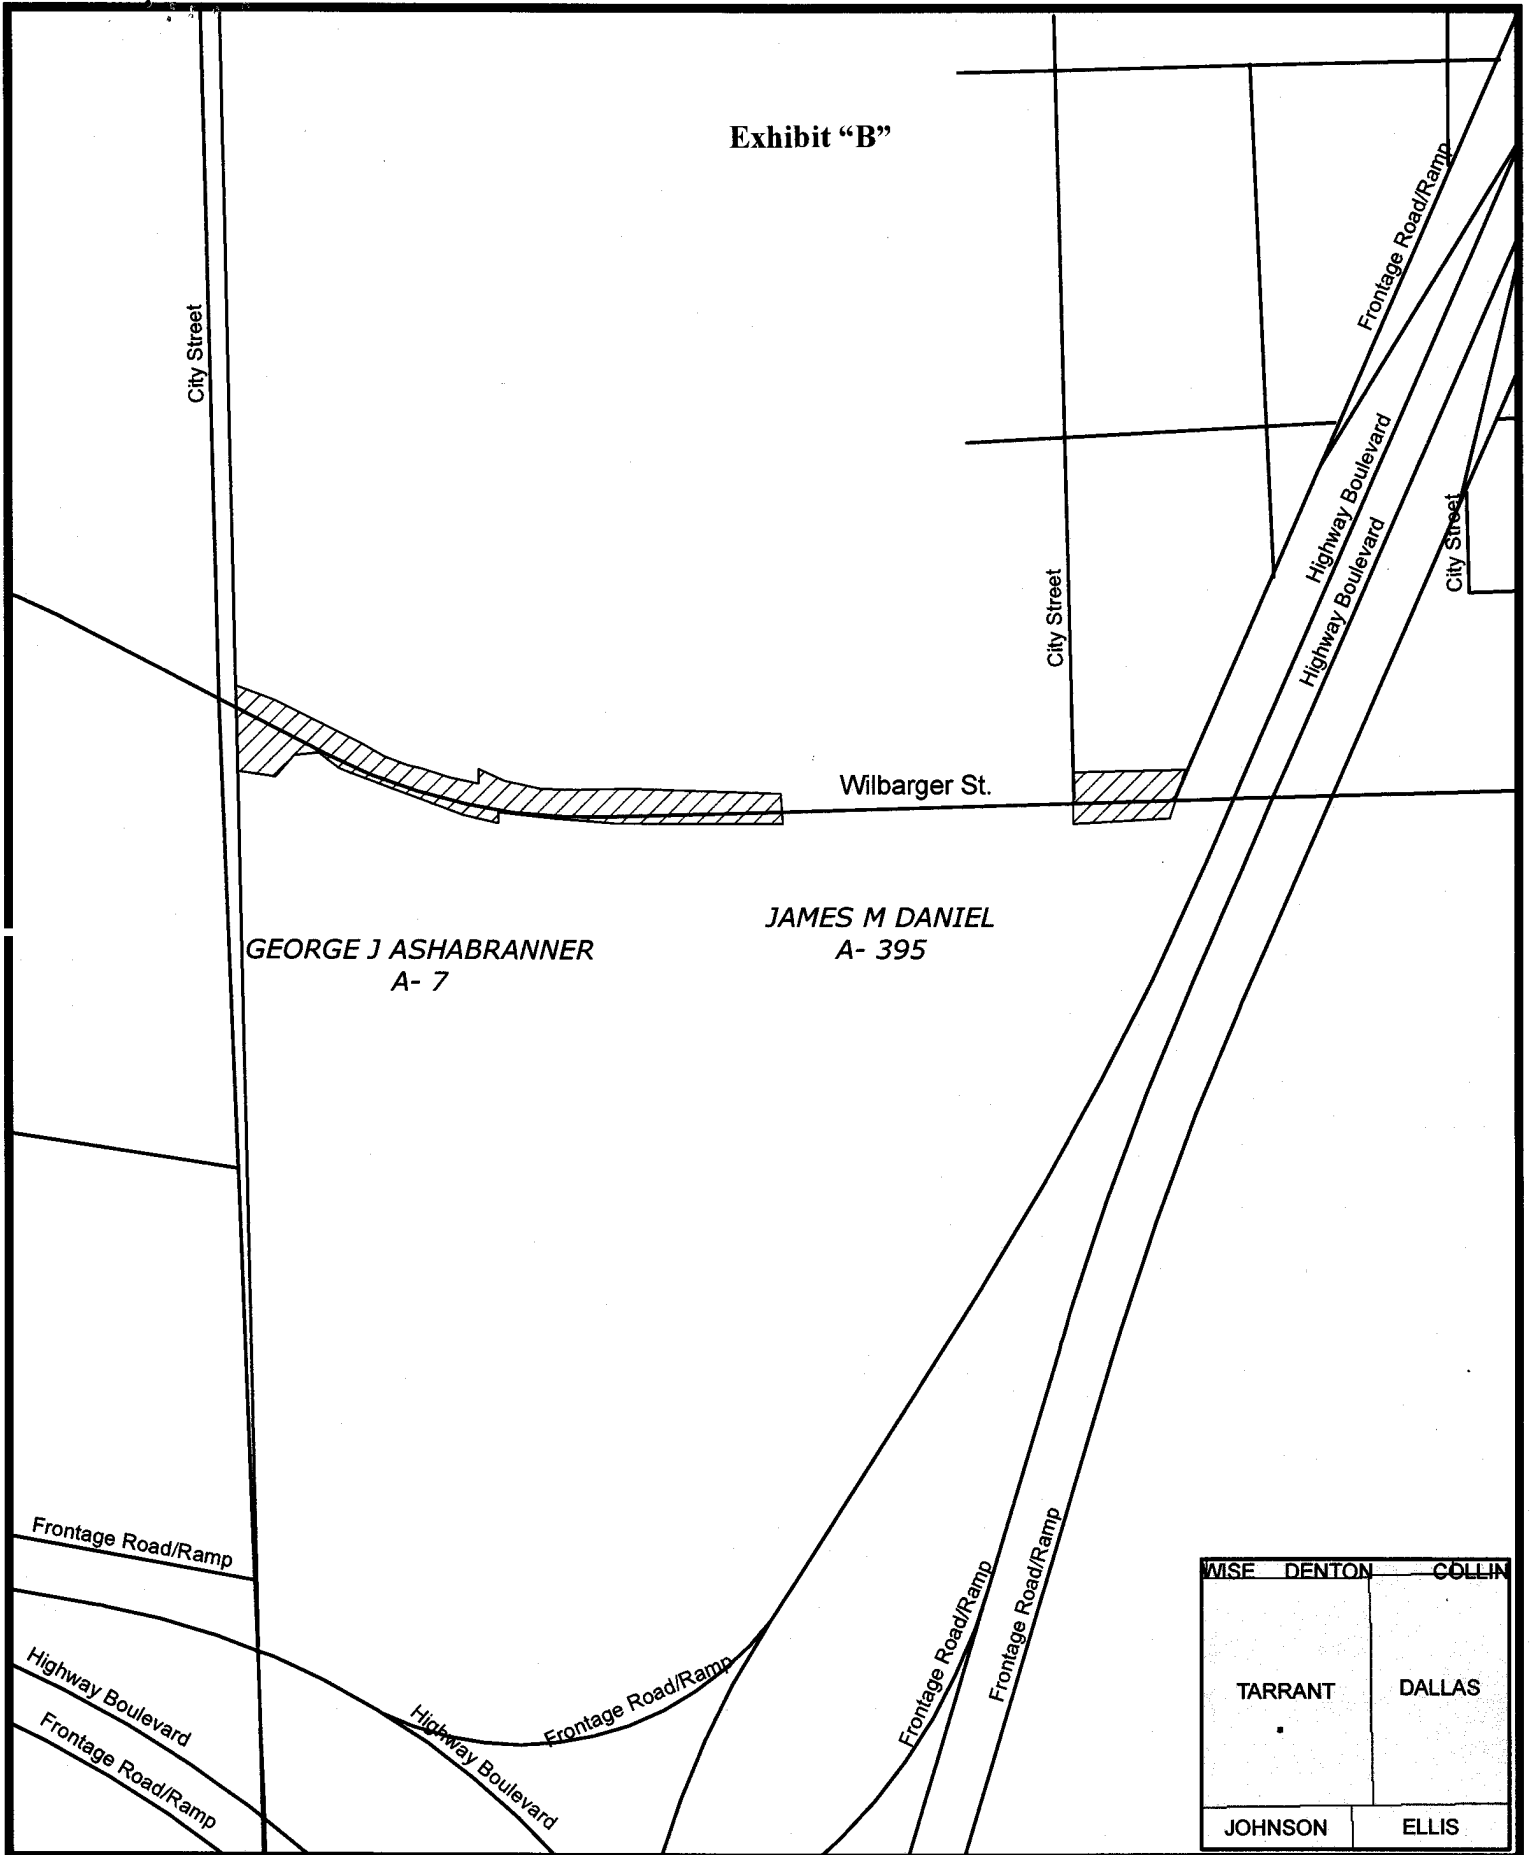 Exhibit “B”
Frontage Road/Ramp
City Street
Highway Boulevard
Highway Boulevard
City Street
City Street
Wilbarger St.
JAMES M DANIEL
A- 395
GEORGE J ASHABRANNER
A- 7
Frontage Road/Ramp
Highway Boulevard
Frontage Road/Ramp
Highway Boulevard
Frontage Road/Ramp
Frontage Road/Ramp
Frontage Road/Ramp
WISE DENTON COLLIN
TARRANT DALLAS
JOHNSON ELLIS